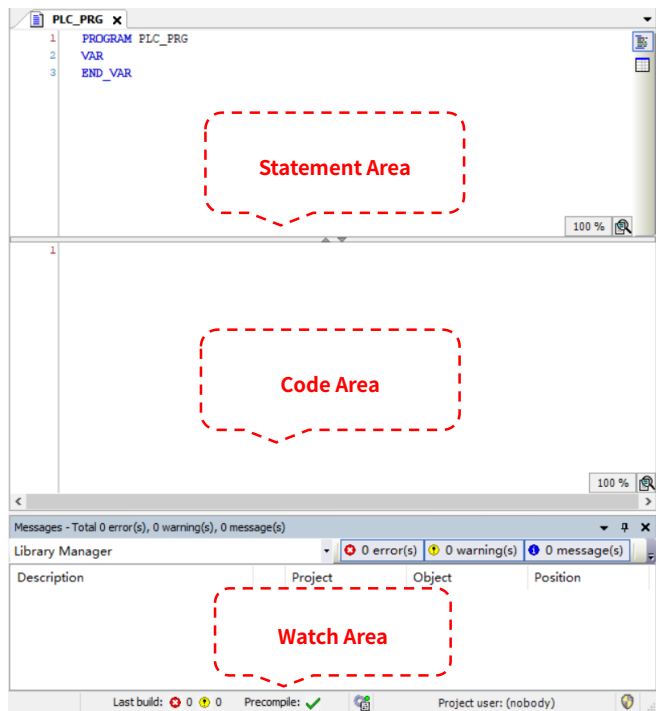 PLC_PRG
1 PROGRAM PLC_PRG
2 VAR
3 END_VAR
Statement Area
100 %
1
Code Area
100 %
Messages - Total 0 error(s), 0 warning(s), 0 message(s)
Library Manager 0 error(s) 0 warning(s) 0 message(s)
Description Project Object Position
Watch Area
Last build: 0 0 Precompile: Project user: (nobody)